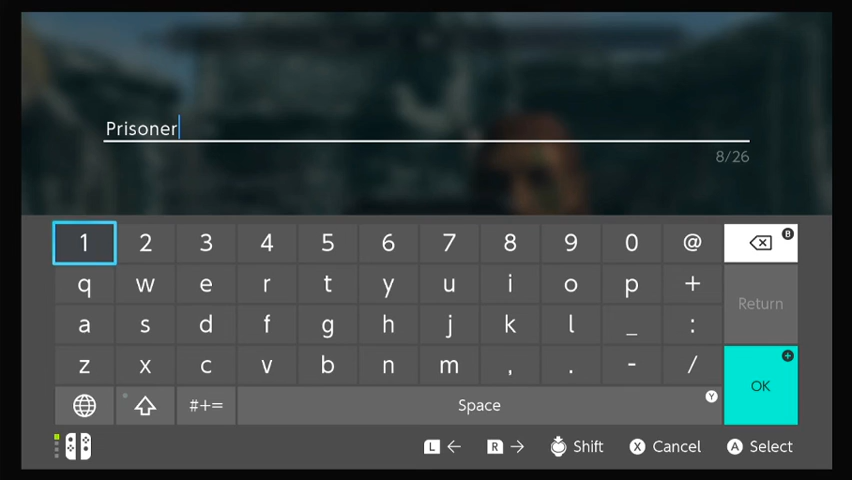 Prisoner
8/26
1 2 3 4 5 6 7 8 9 0 @ B
q w e r t y u i o p + Return
a s d f g h j k l _ :
z x c v b n m , . - / OK
#+= Space Y
L ← R → Shift X Cancel A Select